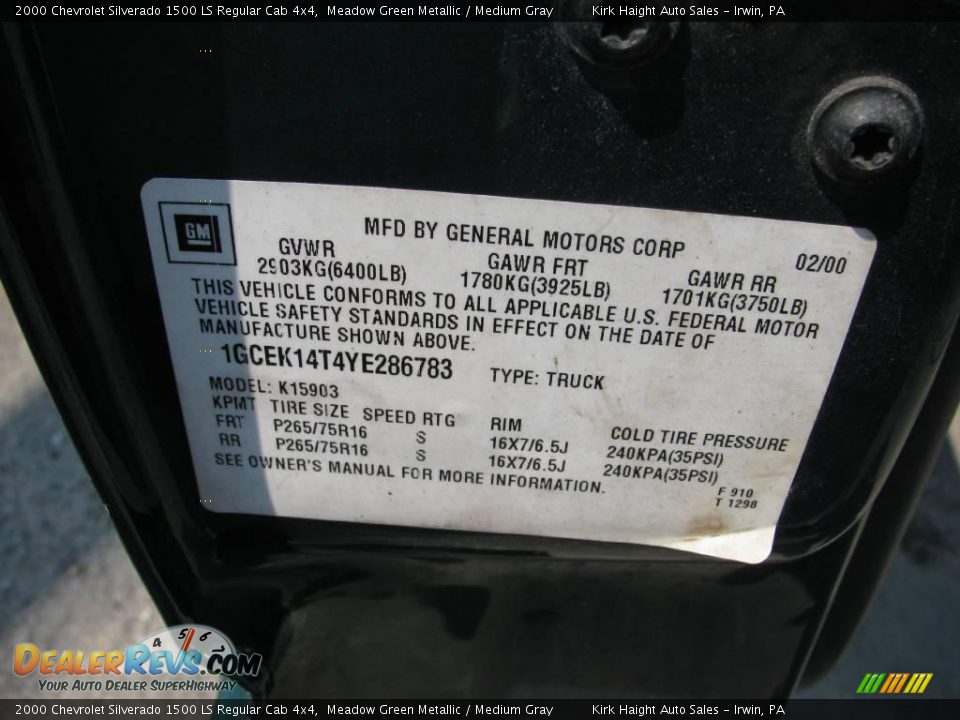 2000 Chevrolet Silverado 1500 LS Regular Cab 4x4, Meadow Green Metallic / Medium Gray Kirk Haight Auto Sales - Irwin, PA
GM
MFD BY GENERAL MOTORS CORP
02/00
GVWR GAWR FRT GAWR RR
2903KG(6400LB) 1780KG(3925LB) 1701KG(3750LB)
THIS VEHICLE CONFORMS TO ALL APPLICABLE U.S. FEDERAL MOTOR
VEHICLE SAFETY STANDARDS IN EFFECT ON THE DATE OF
MANUFACTURE SHOWN ABOVE.
1GCEK14T4YE286783 TYPE: TRUCK
MODEL: K15903
KPMT TIRE SIZE SPEED RTG RIM COLD TIRE PRESSURE
FRT P265/75R16 S 16X7/6.5J 240KPA(35PSI)
RR P265/75R16 S 16X7/6.5J 240KPA(35PSI)
SEE OWNER'S MANUAL FOR MORE INFORMATION.
F 910
T 1298
4 5 6
DEALERREVS.COM
YOUR AUTO DEALER SUPERHIGHWAY
2000 Chevrolet Silverado 1500 LS Regular Cab 4x4, Meadow Green Metallic / Medium Gray Kirk Haight Auto Sales - Irwin, PA